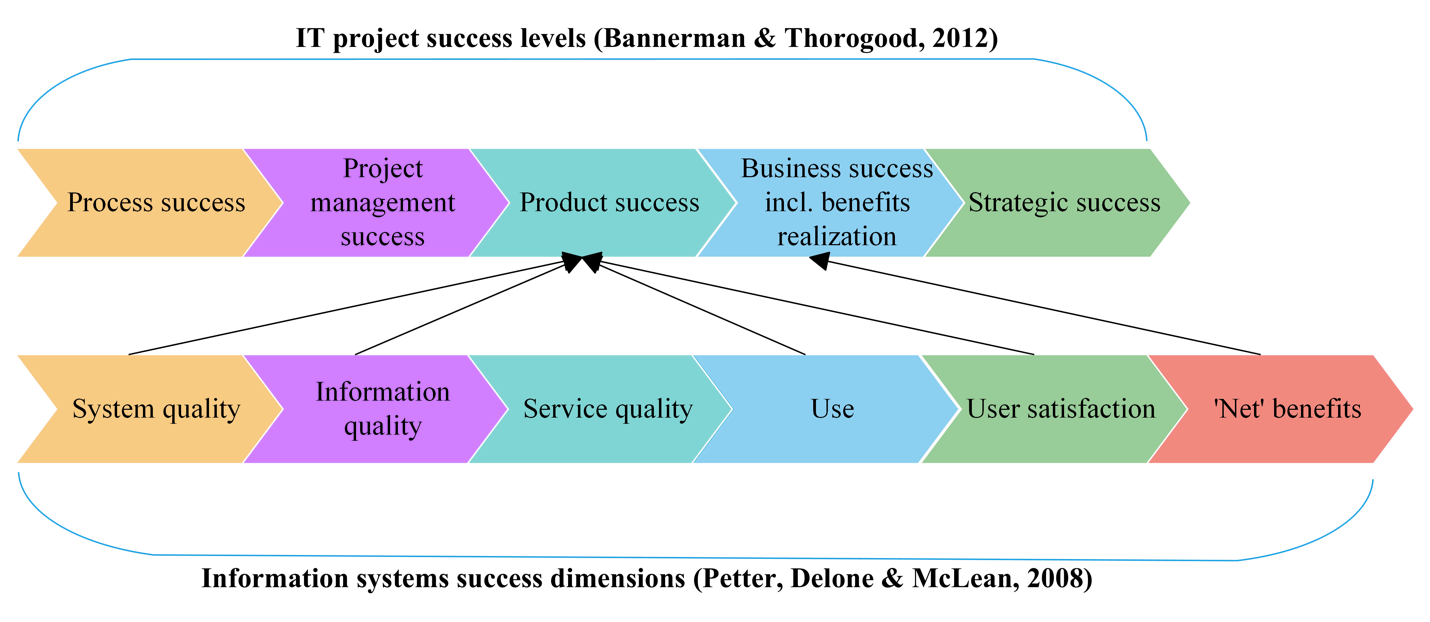 IT project success levels (Bannerman & Thorogood, 2012)
Process success
Project
management
success
Product success
Business success
incl. benefits
realization
Strategic success
System quality
Information
quality
Service quality
Use
User satisfaction
'Net' benefits
Information systems success dimensions (Petter, Delone & McLean, 2008)